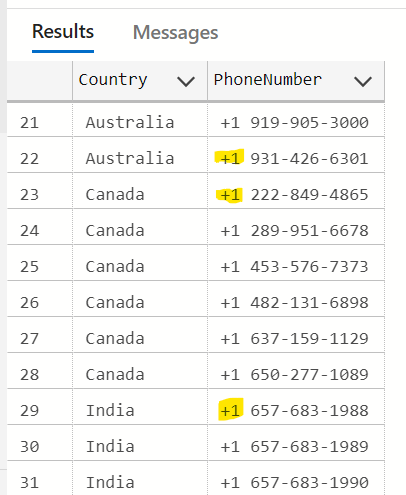 Results Messages
Country PhoneNumber
21 Australia +1 919-905-3000
22 Australia +1 931-426-6301
23 Canada +1 222-849-4865
24 Canada +1 289-951-6678
25 Canada +1 453-576-7373
26 Canada +1 482-131-6898
27 Canada +1 637-159-1129
28 Canada +1 650-277-1089
29 India +1 657-683-1988
30 India +1 657-683-1989
31 India +1 657-683-1990